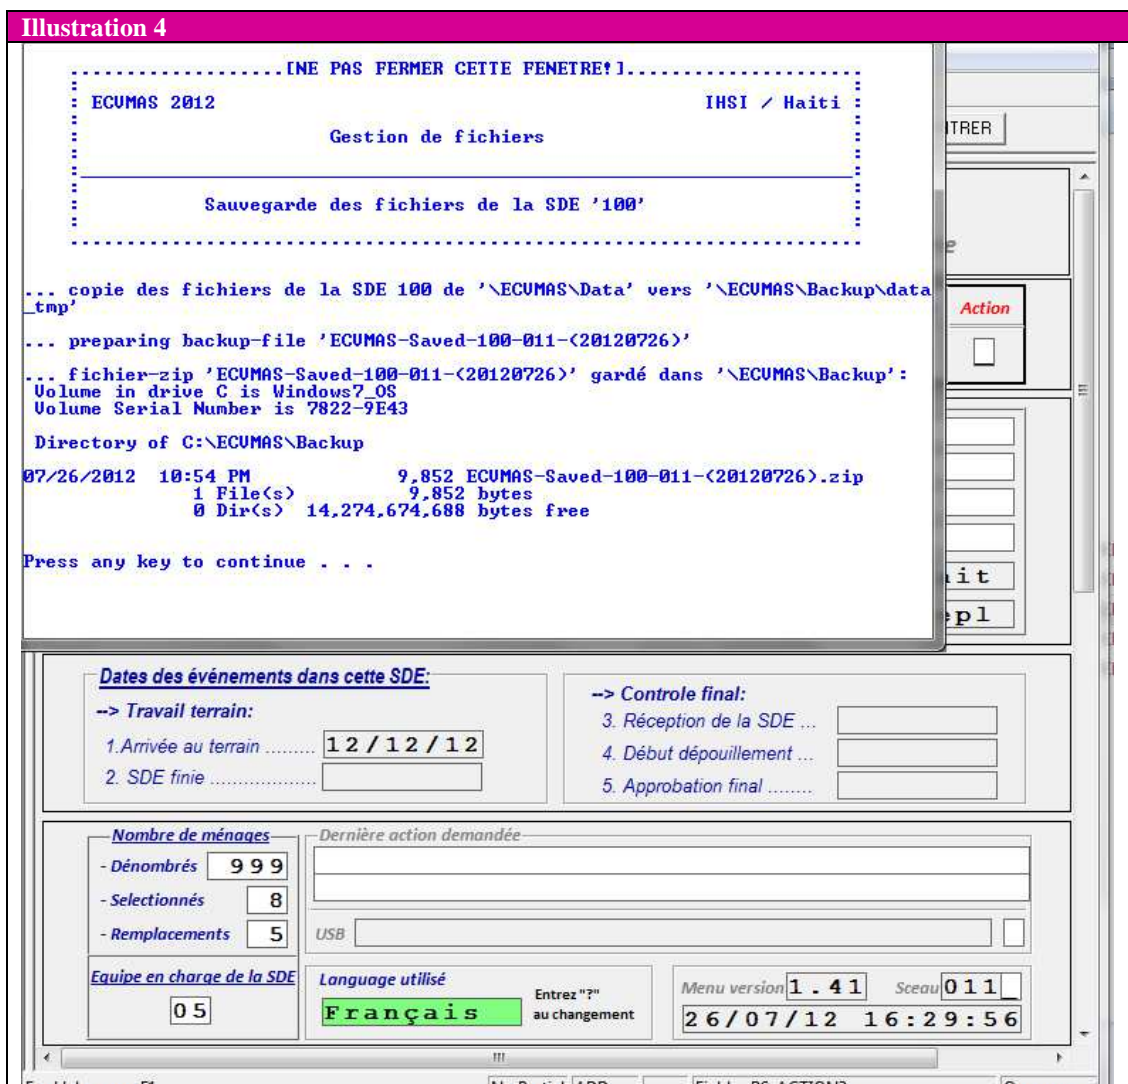 Illustration 4
[NE PAS FERMER CETTE FENETRE!]
ECVMAS 2012 IHSI / Haiti
Gestion de fichiers
Sauvegarde des fichiers de la SDE '100'
... copie des fichiers de la SDE 100 de '\ECVMAS\Data' vers '\ECVMAS\Backup\data
_tmp'
... preparing backup-file 'ECVMAS-Saved-100-011-(20120726)'
... fichier-zip 'ECVMAS-Saved-100-011-(20120726)' gardé dans '\ECVMAS\Backup':
Volume in drive C is Windows7_OS
Volume Serial Number is 7822-9E43
Directory of C:\ECVMAS\Backup
07/26/2012 10:54 PM 9,852 ECVMAS-Saved-100-011-(20120726).zip
1 File(s) 9,852 bytes
0 Dir(s) 14,274,674,688 bytes free
Press any key to continue . . .
TRER
Action
ait
pl
Dates des événements dans cette SDE:
--> Travail terrain:
1.Arrivée au terrain ......... 12/12/12
2. SDE finie ...................
--> Controle final:
3. Réception de la SDE ...
4. Début dépouillement ...
5. Approbation final ........
Nombre de ménages
- Dénombrés 999
- Selectionnés 8
- Remplacements 5
Dernière action demandée
USB
Equipe en charge de la SDE
05
Language utilisé
Français
Entrez "?"
au changement
Menu version 1.41 Sceau 011_
26/07/12 16:29:56